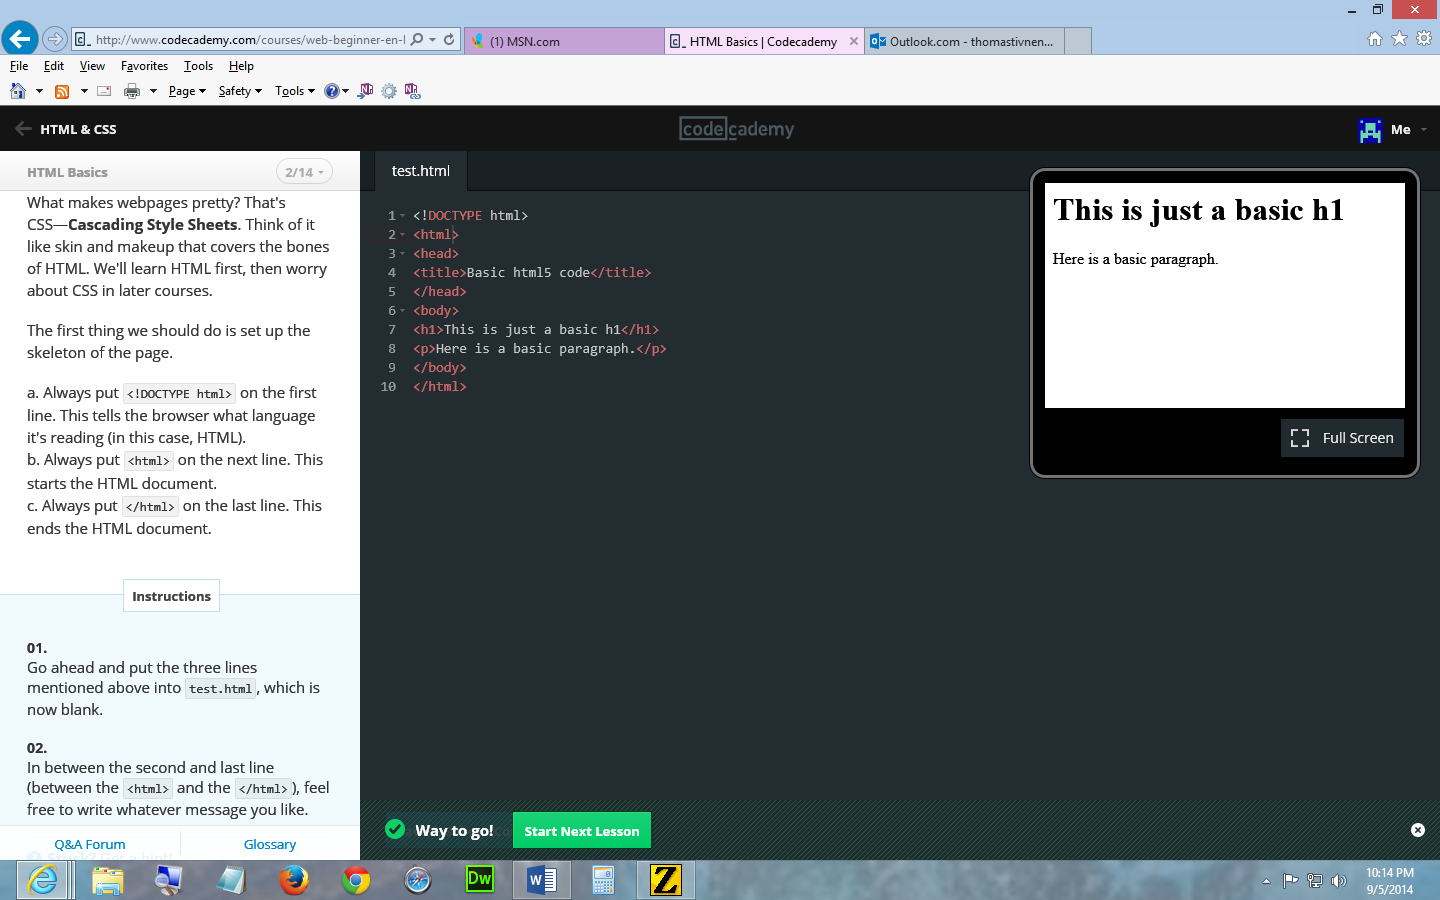 http://www.codecademy.com/courses/web-beginner-en-
(1) MSN.com
HTML Basics | Codecademy
Outlook.com - thomastivnen...
File Edit View Favorites Tools Help
Page Safety Tools
HTML & CSS
codecademy
Me
HTML Basics
2/14
test.html
What makes webpages pretty? That's
CSS—Cascading Style Sheets. Think of it
like skin and makeup that covers the bones
of HTML. We'll learn HTML first, then worry
about CSS in later courses.
The first thing we should do is set up the
skeleton of the page.
a. Always put <!DOCTYPE html> on the first
line. This tells the browser what language
it's reading (in this case, HTML).
b. Always put <html> on the next line. This
starts the HTML document.
c. Always put </html> on the last line. This
ends the HTML document.
Instructions
01.
Go ahead and put the three lines
mentioned above into test.html, which is
now blank.
02.
In between the second and last line
(between the <html> and the </html>), feel
free to write whatever message you like.
Q&A Forum
Glossary
Stuck? Get a hint!
1 <!DOCTYPE html>
2 <html>
3 <head>
4 <title>Basic html5 code</title>
5 </head>
6 <body>
7 <h1>This is just a basic h1</h1>
8 <p>Here is a basic paragraph.</p>
9 </body>
10 </html>
This is just a basic h1
Here is a basic paragraph.
Full Screen
Way to go!
Start Next Lesson
Dw
W
Z
10:14 PM
9/5/2014